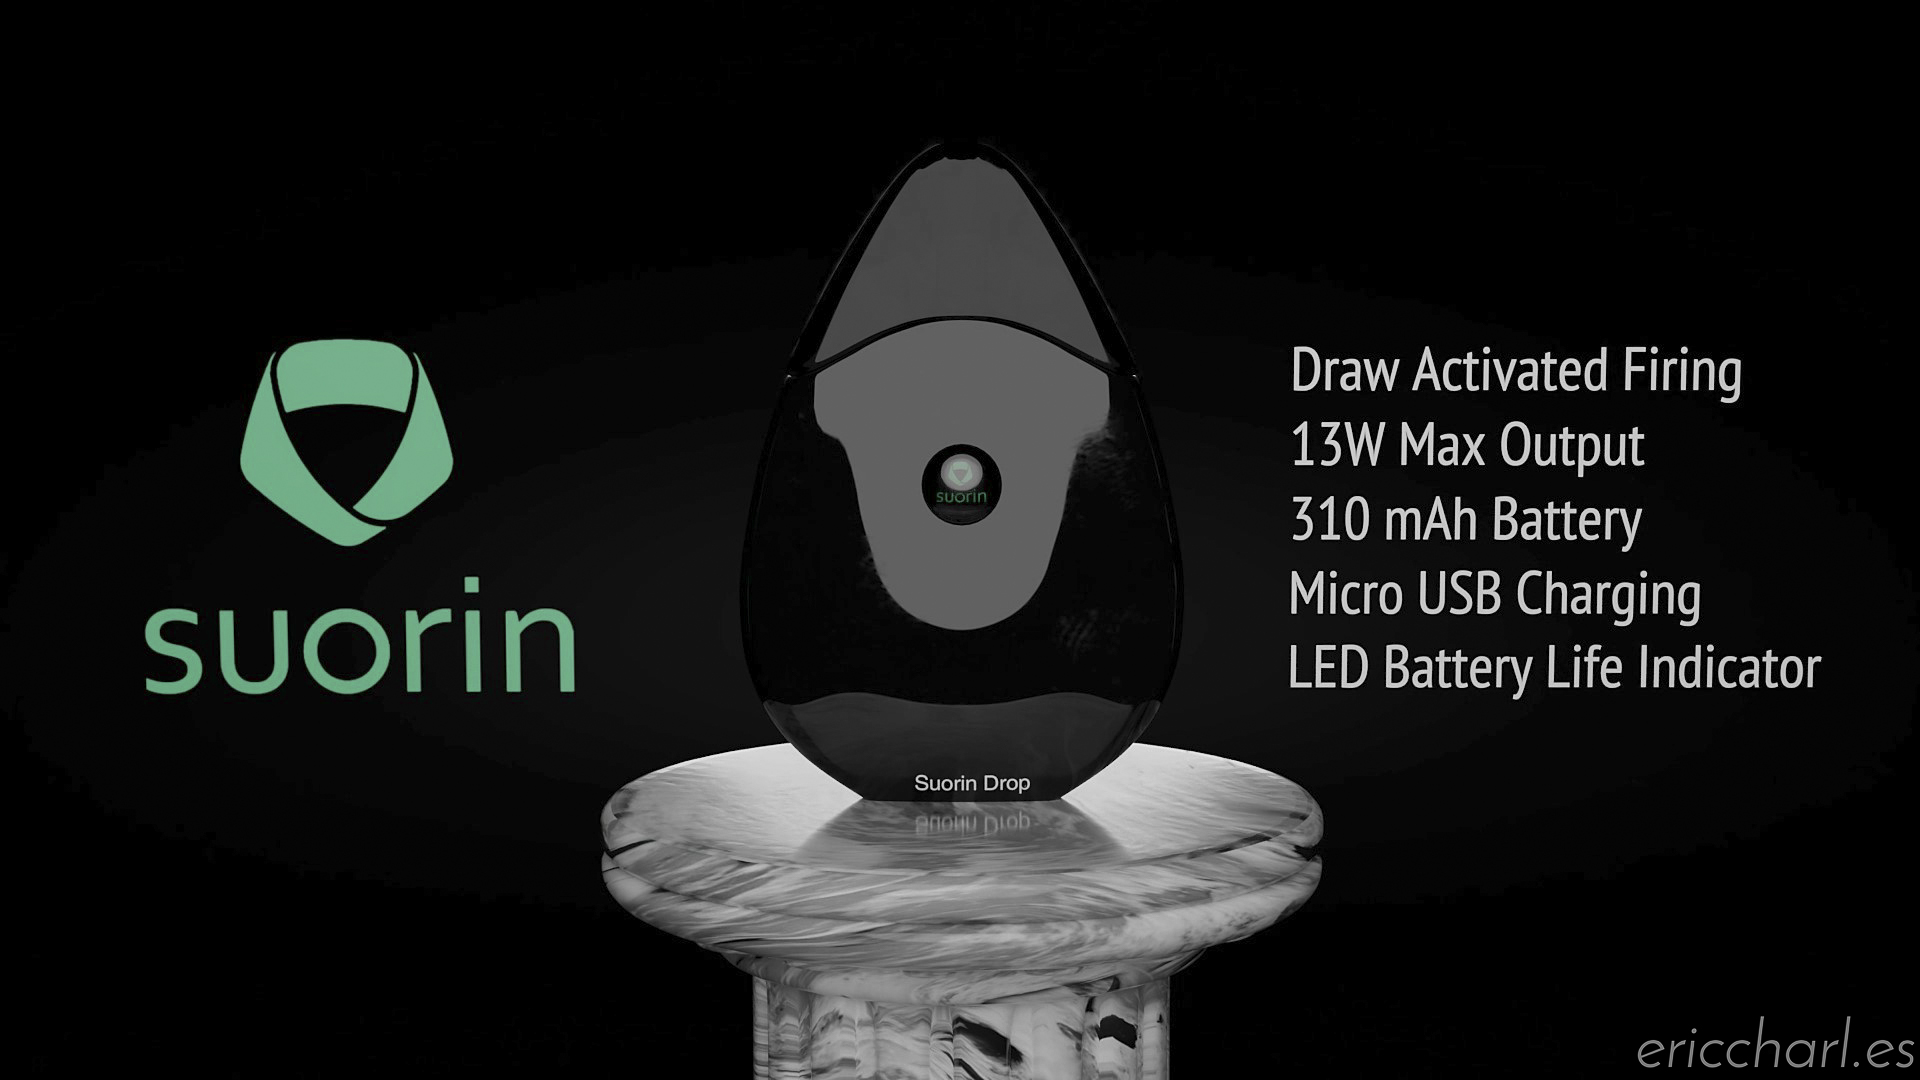 suorin
suorin
Draw Activated Firing
13W Max Output
310 mAh Battery
Micro USB Charging
LED Battery Life Indicator
Suorin Drop
ericcharl.es